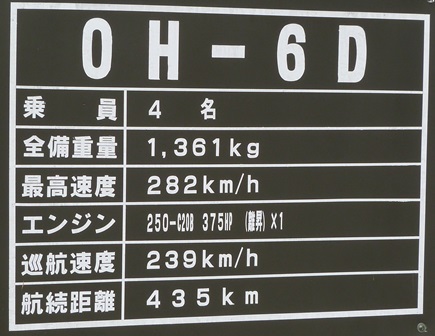 OH-6D
乗員 4名
全備重量 1,361kg
最高速度 282km/h
エンジン 250-C20B 375HP (離昇)×1
巡航速度 239km/h
航続距離 435km